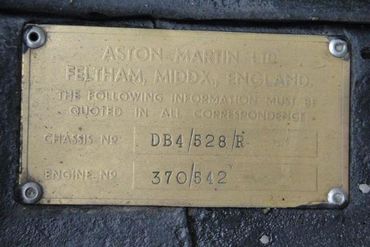 ASTON MARTIN LTD
FELTHAM, MIDDX., ENGLAND.
THE FOLLOWING INFORMATION MUST BE
QUOTED IN ALL CORRESPONDENCE
CHASSIS No DB4/528/R
ENGINE No 370/542